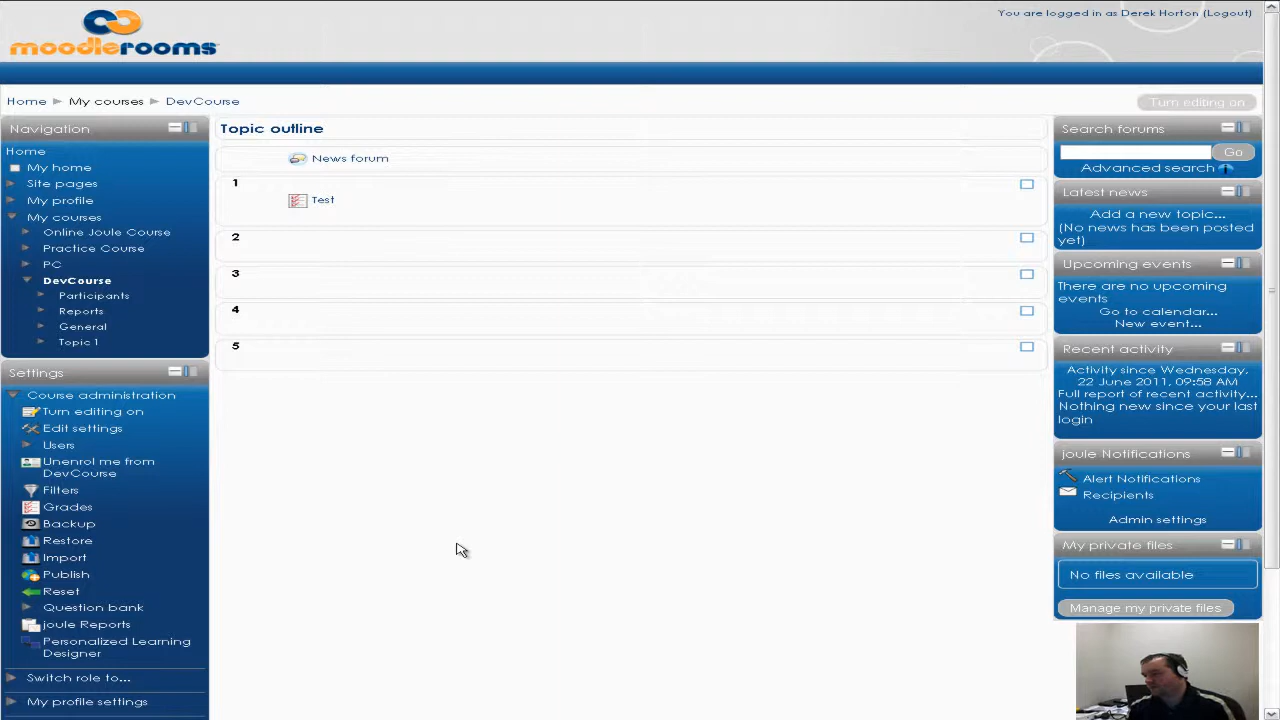 You are logged in as Derek Horton (Logout)
moodlerooms
Home My courses DevCourse
Turn editing on
Navigation
Home
My home
Site pages
My profile
My courses
Online Joule Course
Practice Course
PC
DevCourse
Participants
Reports
General
Topic 1
Settings
Course administration
Turn editing on
Edit settings
Users
Unenrol me from
DevCourse
Filters
Grades
Backup
Restore
Import
Publish
Reset
Question bank
joule Reports
Personalized Learning
Designer
Switch role to...
My profile settings
Topic outline
News forum
1
Test
2
3
4
5
Search forums
Go
Advanced search
Latest news
Add a new topic...
(No news has been posted
yet)
Upcoming events
There are no upcoming
events
Go to calendar...
New event...
Recent activity
Activity since Wednesday,
22 June 2011, 09:58 AM
Full report of recent activity...
Nothing new since your last
login
joule Notifications
Alert Notifications
Recipients
Admin settings
My private files
No files available
Manage my private files